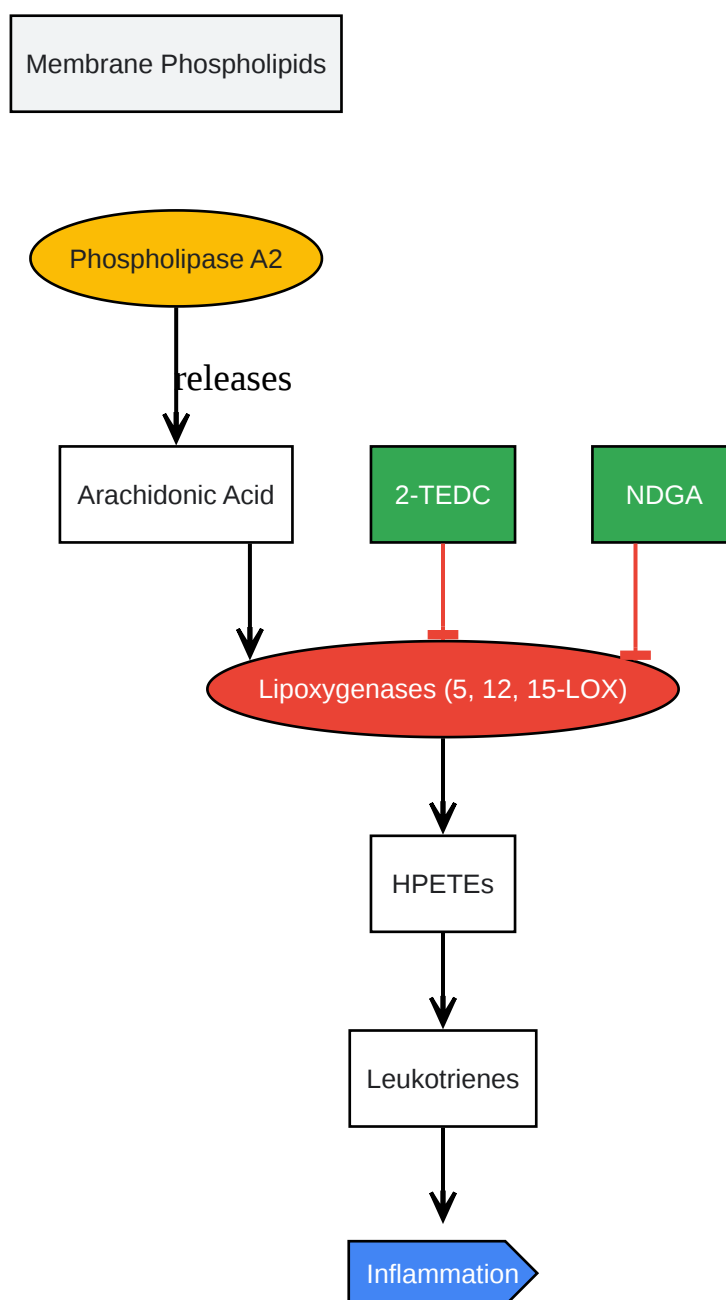 Membrane Phospholipids
Phospholipase A2
releases
Arachidonic Acid
2-TEDC
NDGA
Lipoxygenases (5, 12, 15-LOX)
HPETEs
Leukotrienes
Inflammation